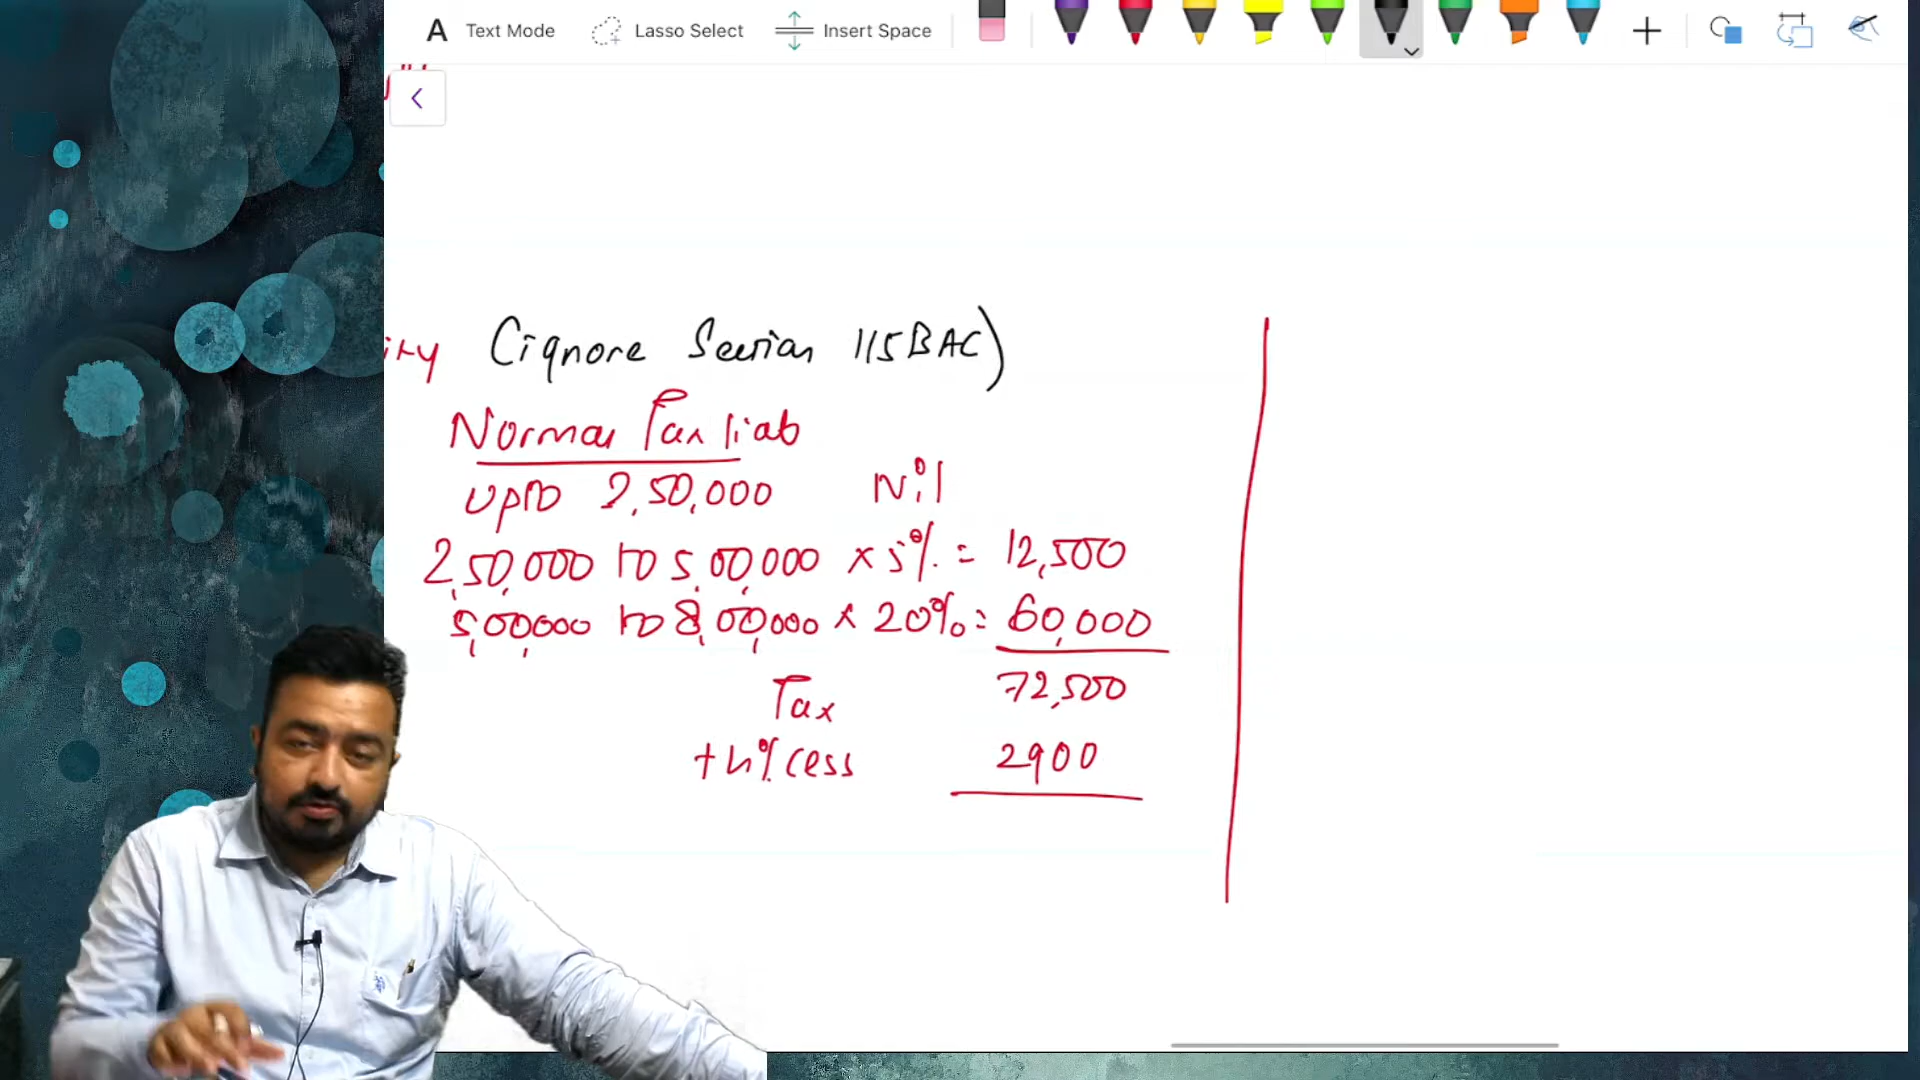 A Text Mode Lasso Select Insert Space
ity (ignore Section 115BAC)
Normal Tax liab
upto 2,50,000 Nil
2,50,000 to 5,00,000 × 5% = 12,500
5,00,000 to 8,00,000 × 20% = 60,000
Tax 72,500
+ 4% cess 2900